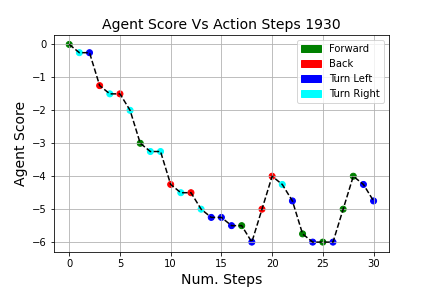 Agent Score Vs Action Steps 1930
Forward
Back
Turn Left
Turn Right
Agent Score
0
−1
−2
−3
−4
−5
−6
0 5 10 15 20 25 30
Num. Steps